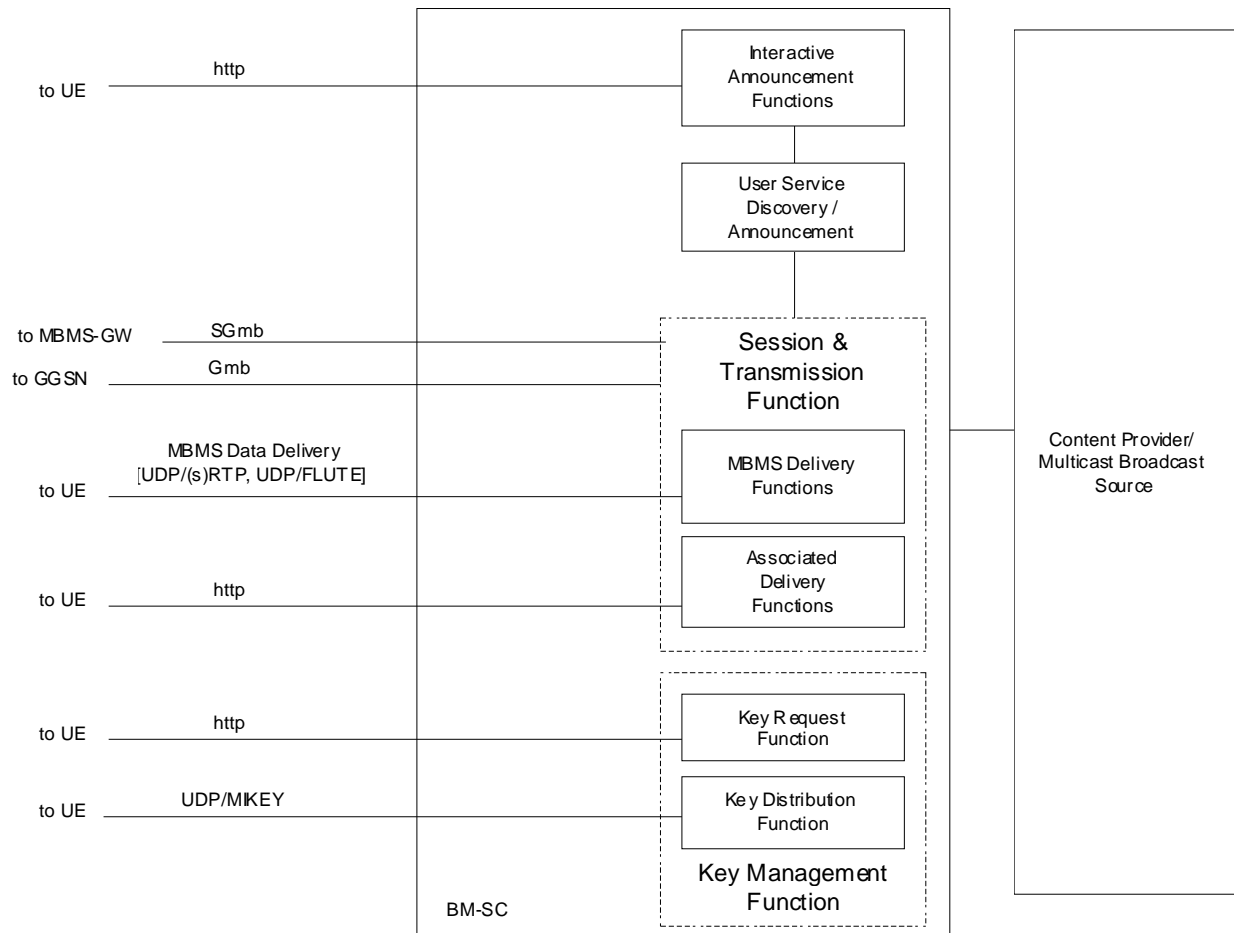 Interactive
Announcement
Functions
http
to UE
User Service
Discovery /
Announcement
to MBMS-GW
SGmb
to GGSN
Gmb
Session &
Transmission
Function
MBMS Data Delivery
[UDP/(s)RTP, UDP/FLUTE]
to UE
MBMS Delivery
Functions
Content Provider/
Multicast Broadcast
Source
Associated
Delivery
Functions
http
to UE
Key Request
Function
http
to UE
UDP/MIKEY
to UE
Key Distribution
Function
Key Management
Function
BM-SC